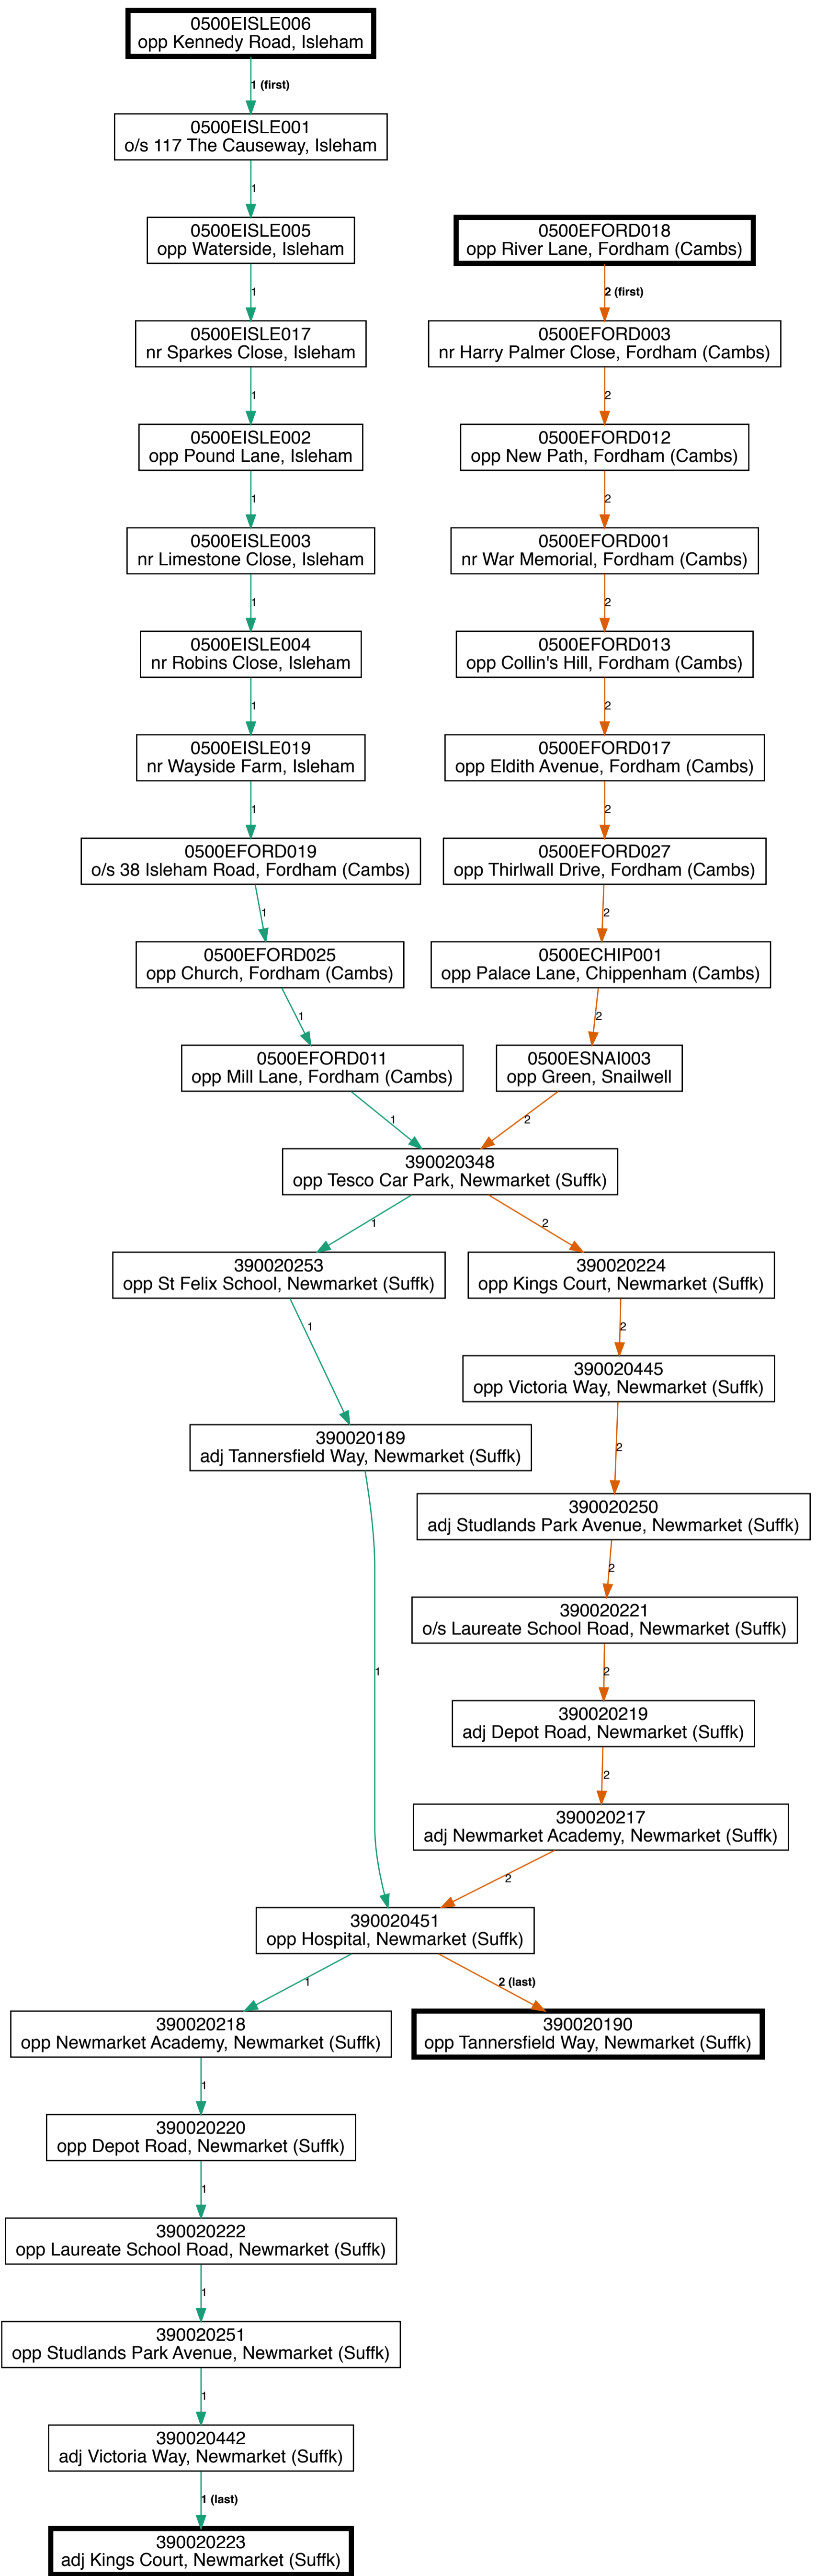 0500EISLE006
opp Kennedy Road, Isleham
1 (first)
0500EISLE001
o/s 117 The Causeway, Isleham
1
0500EISLE005
opp Waterside, Isleham
0500EFORD018
opp River Lane, Fordham (Cambs)
1
2 (first)
0500EISLE017
nr Sparkes Close, Isleham
0500EFORD003
nr Harry Palmer Close, Fordham (Cambs)
1
2
0500EISLE002
opp Pound Lane, Isleham
0500EFORD012
opp New Path, Fordham (Cambs)
1
2
0500EISLE003
nr Limestone Close, Isleham
0500EFORD001
nr War Memorial, Fordham (Cambs)
1
2
0500EISLE004
nr Robins Close, Isleham
0500EFORD013
opp Collin's Hill, Fordham (Cambs)
1
2
0500EISLE019
nr Wayside Farm, Isleham
0500EFORD017
opp Eldith Avenue, Fordham (Cambs)
1
2
0500EFORD019
o/s 38 Isleham Road, Fordham (Cambs)
0500EFORD027
opp Thirlwall Drive, Fordham (Cambs)
1
2
0500EFORD025
opp Church, Fordham (Cambs)
0500ECHIP001
opp Palace Lane, Chippenham (Cambs)
1
2
0500EFORD011
opp Mill Lane, Fordham (Cambs)
0500ESNAI003
opp Green, Snailwell
1
2
390020348
opp Tesco Car Park, Newmarket (Suffk)
1
2
390020253
opp St Felix School, Newmarket (Suffk)
390020224
opp Kings Court, Newmarket (Suffk)
1
2
390020445
opp Victoria Way, Newmarket (Suffk)
390020189
adj Tannersfield Way, Newmarket (Suffk)
2
390020250
adj Studlands Park Avenue, Newmarket (Suffk)
2
390020221
o/s Laureate School Road, Newmarket (Suffk)
1
2
390020219
adj Depot Road, Newmarket (Suffk)
2
390020217
adj Newmarket Academy, Newmarket (Suffk)
2
390020451
opp Hospital, Newmarket (Suffk)
1
2 (last)
390020218
opp Newmarket Academy, Newmarket (Suffk)
390020190
opp Tannersfield Way, Newmarket (Suffk)
1
390020220
opp Depot Road, Newmarket (Suffk)
1
390020222
opp Laureate School Road, Newmarket (Suffk)
1
390020251
opp Studlands Park Avenue, Newmarket (Suffk)
1
390020442
adj Victoria Way, Newmarket (Suffk)
1 (last)
390020223
adj Kings Court, Newmarket (Suffk)